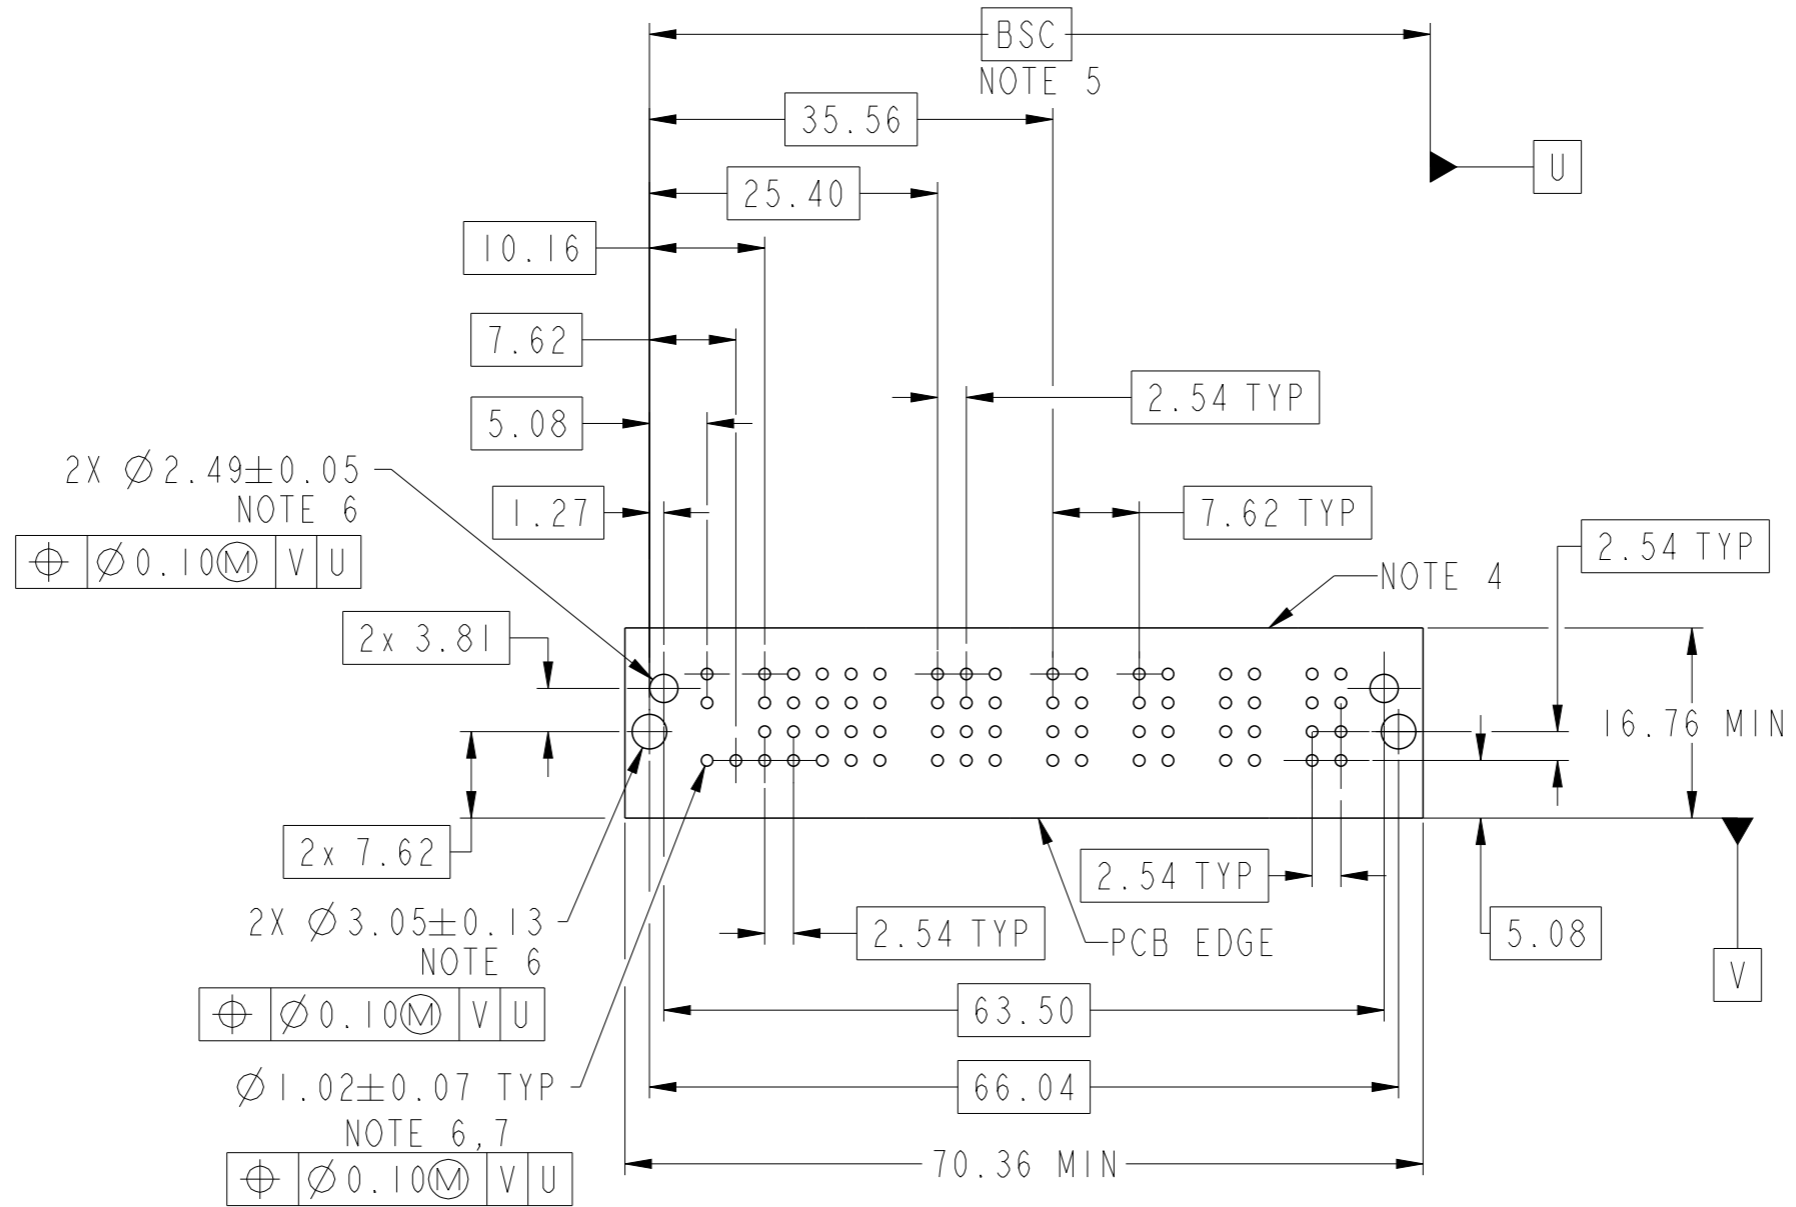 BSC
NOTE 5
35.56
25.40
U
10.16
7.62
2.54 TYP
5.08
2X ∅2.49±0.05
NOTE 6
⌖ ∅0.10Ⓜ V U
1.27
7.62 TYP
2.54 TYP
NOTE 4
2x 3.81
16.76 MIN
2x 7.62
2.54 TYP
2X ∅3.05±0.13
NOTE 6
⌖ ∅0.10Ⓜ V U
2.54 TYP
PCB EDGE
5.08
V
63.50
∅1.02±0.07 TYP
NOTE 6,7
⌖ ∅0.10Ⓜ V U
66.04
70.36 MIN